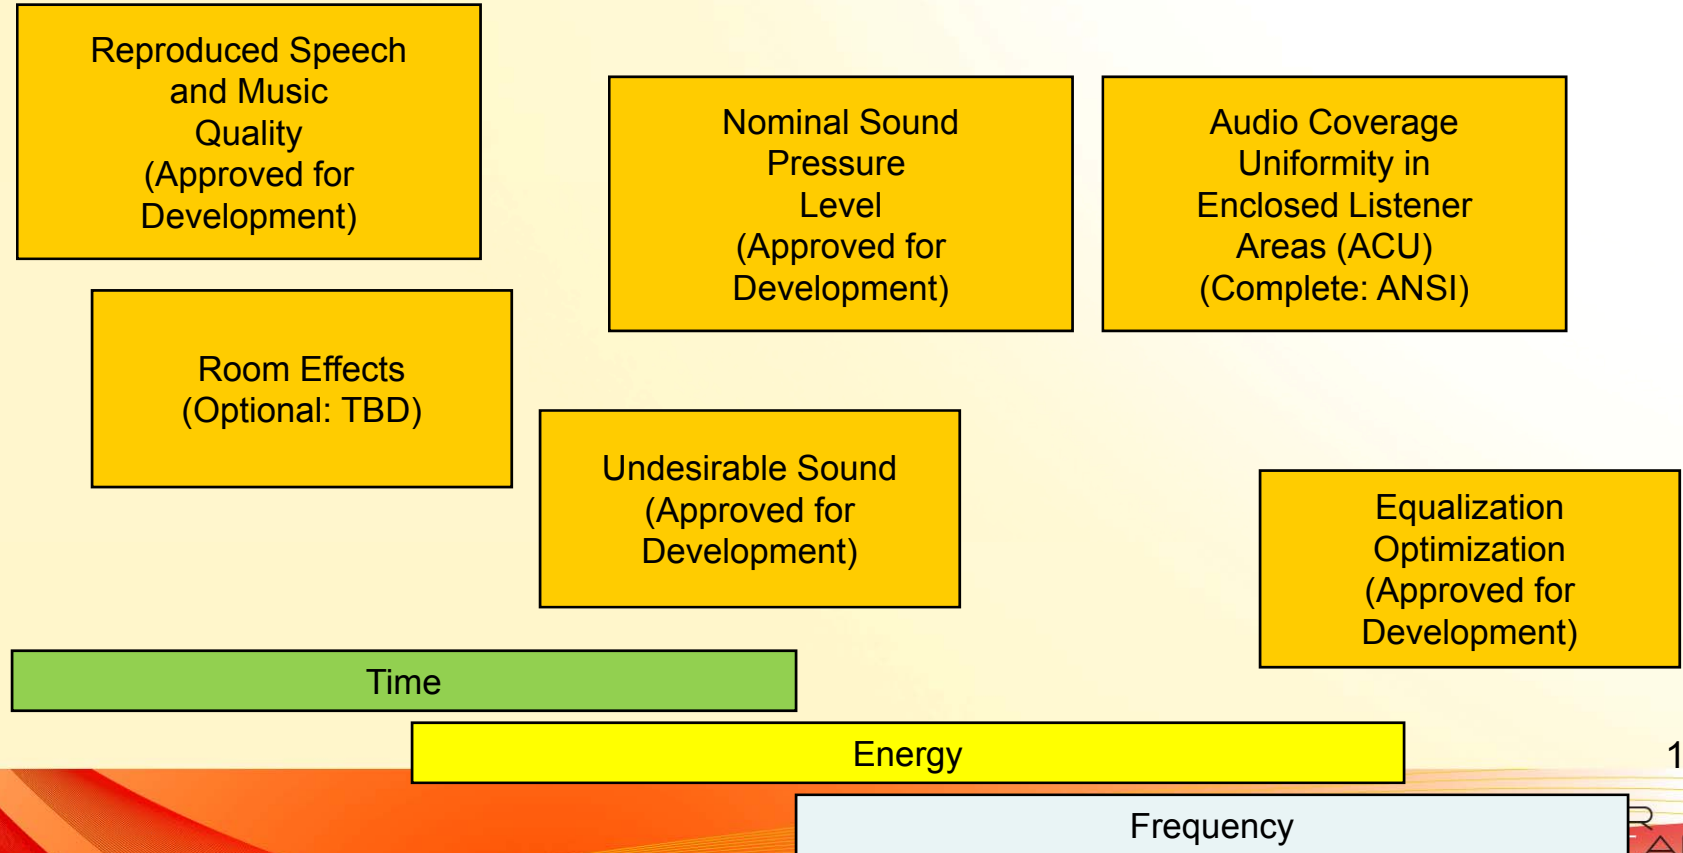 Reproduced Speech
and Music
Quality
(Approved for
Development)
Nominal Sound
Pressure
Level
(Approved for
Development)
Audio Coverage
Uniformity in
Enclosed Listener
Areas (ACU)
(Complete: ANSI)
Room Effects
(Optional: TBD)
Undesirable Sound
(Approved for
Development)
Equalization
Optimization
(Approved for
Development)
Time
Energy
1
Frequency